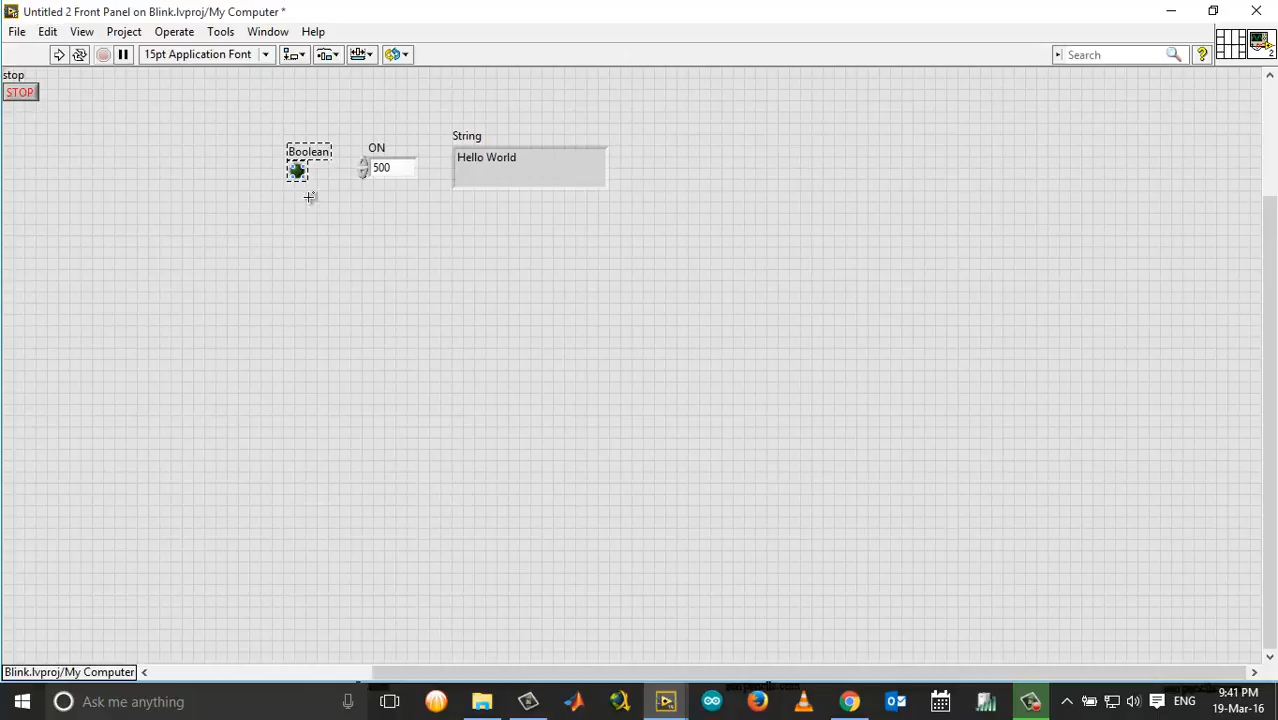 Untitled 2 Front Panel on Blink.lvproj/My Computer *
File Edit View Project Operate Tools Window Help
15pt Application Font
Search
?
2
stop
STOP
Boolean
ON
500
String
Hello World
Blink.lvproj/My Computer
Ask me anything
ENG
9:41 PM
19-Mar-16